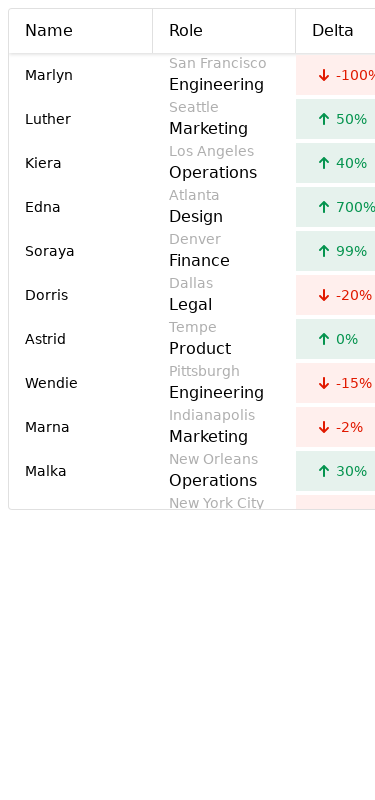 Name Role Delta
San Francisco
Marlyn Engineering -100%
Seattle
Luther Marketing 50%
Los Angeles
Kiera Operations 40%
Atlanta
Edna Design 700%
Denver
Soraya Finance 99%
Dallas
Dorris Legal -20%
Tempe
Astrid Product 0%
Pittsburgh
Wendie Engineering -15%
Indianapolis
Marna Marketing -2%
New Orleans
Malka Operations 30%
New York City